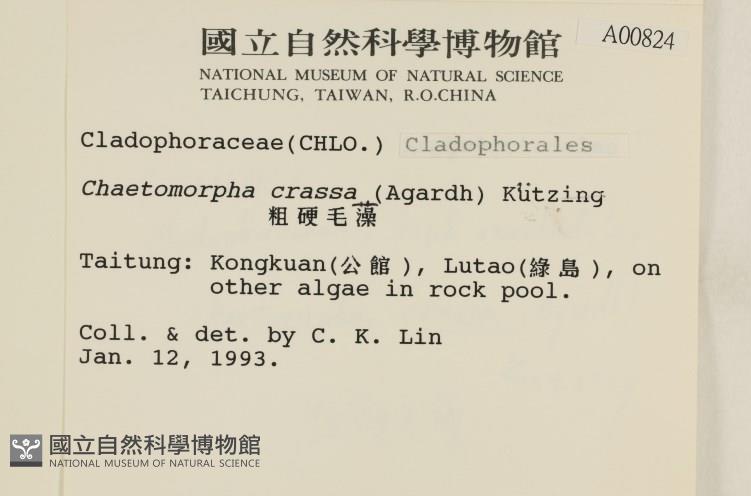 國立自然科學博物館
A00824
NATIONAL MUSEUM OF NATURAL SCIENCE
TAICHUNG, TAIWAN, R.O.CHINA
Cladophoraceae(CHLO.) Cladophorales
Chaetomorpha crassa (Agardh) Kützing
粗硬毛藻
Taitung: Kongkuan(公館), Lutao(綠島), on
other algae in rock pool.
Coll. & det. by C. K. Lin
Jan. 12, 1993.
國立自然科學博物館
NATIONAL MUSEUM OF NATURAL SCIENCE